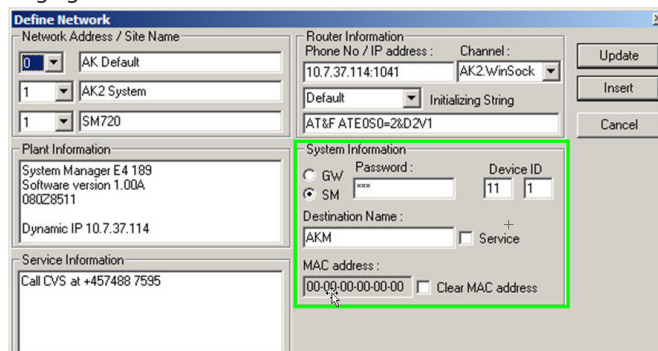 Define Network
Network Address / Site Name
0
AK Default
1
AK2 System
1
SM720
Router Information
Phone No / IP address :
Channel :
10.7.37.114:1041
AK2.WinSock
Default
Initializing String
AT&F ATE0S0=2&D2V1
Update
Insert
Cancel
Plant Information
System Manager E4 189
Software version 1.00A
080Z8511
Dynamic IP 10.7.37.114
System Information
GW
SM
Password :
***
Device ID
11
1
Destination Name :
AKM
Service
MAC address :
00-00-00-00-00-00
Clear MAC address
Service Information
Call CVS at +457488 7595